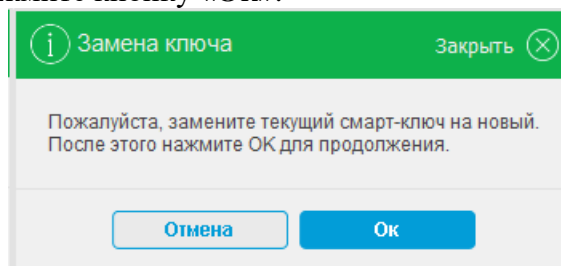 Замена ключа Закрыть
Пожалуйста, замените текущий смарт-ключ на новый.
После этого нажмите ОК для продолжения.
Отмена Ок